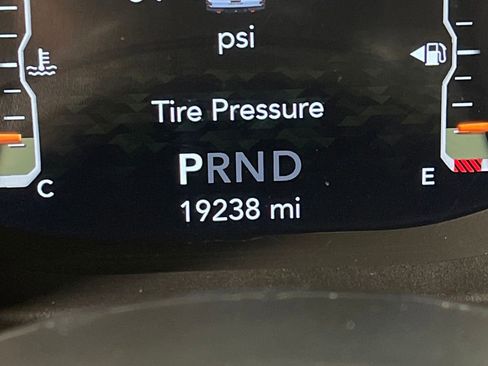 psi
Tire Pressure
PRND
C
E
19238 mi